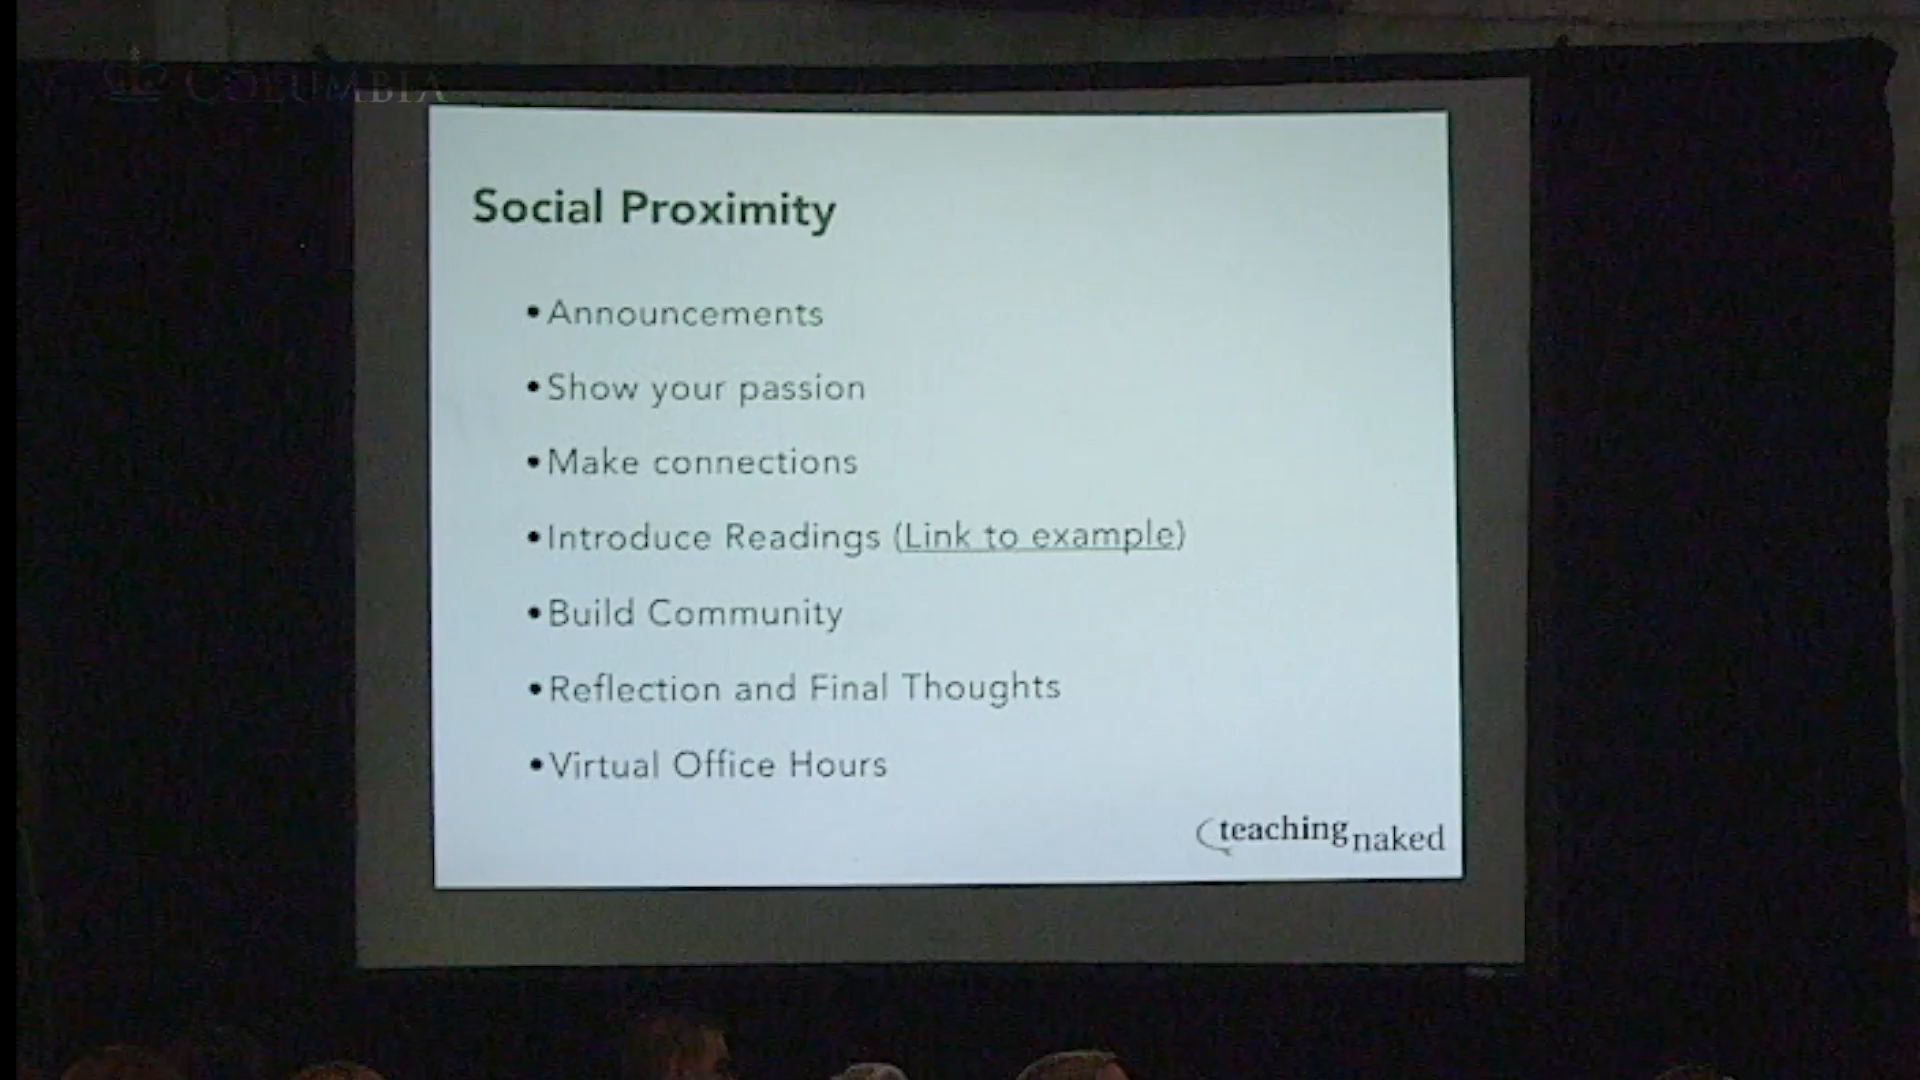 COLUMBIA
Social Proximity
•Announcements
•Show your passion
•Make connections
•Introduce Readings (Link to example)
•Build Community
•Reflection and Final Thoughts
•Virtual Office Hours
teaching naked